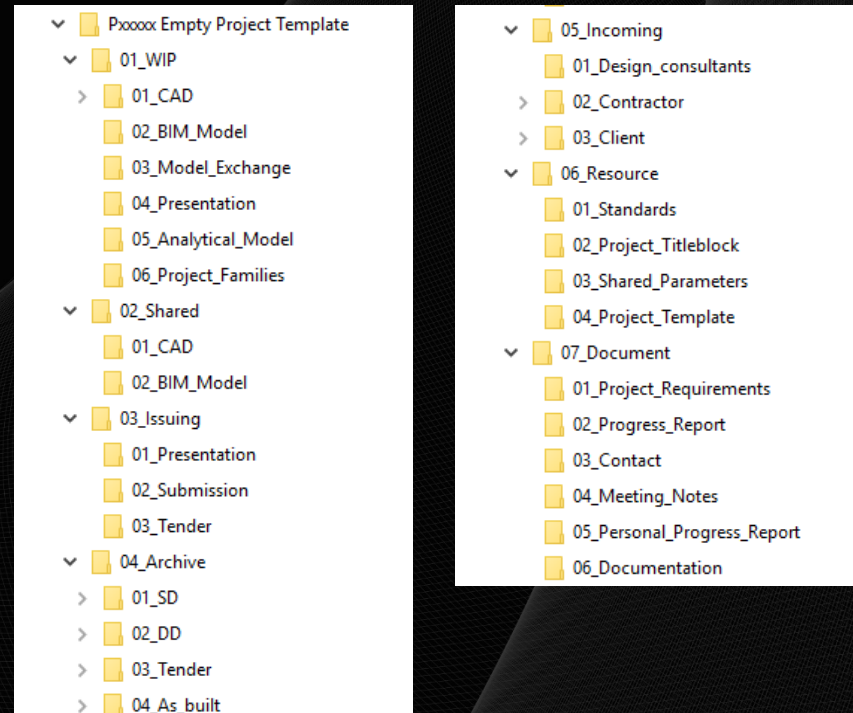 Pxxxxx Empty Project Template
01_WIP
01_CAD
02_BIM_Model
03_Model_Exchange
04_Presentation
05_Analytical_Model
06_Project_Families
02_Shared
01_CAD
02_BIM_Model
03_Issuing
01_Presentation
02_Submission
03_Tender
04_Archive
01_SD
02_DD
03_Tender
04_As_built
05_Incoming
01_Design_consultants
02_Contractor
03_Client
06_Resource
01_Standards
02_Project_Titleblock
03_Shared_Parameters
04_Project_Template
07_Document
01_Project_Requirements
02_Progress_Report
03_Contact
04_Meeting_Notes
05_Personal_Progress_Report
06_Documentation